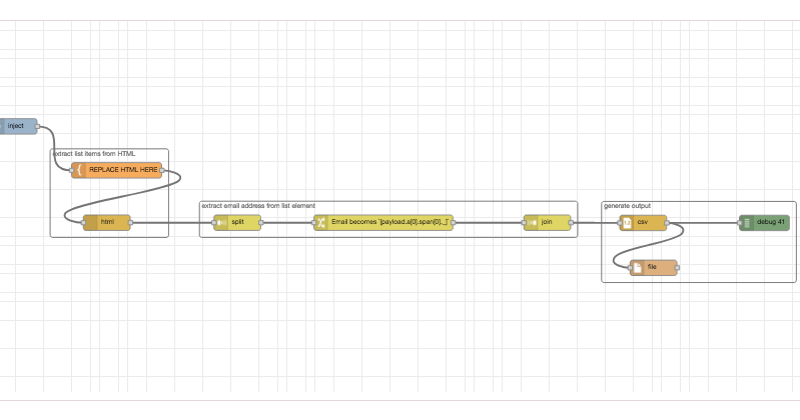 inject
extract list items from HTML
REPLACE HTML HERE
html
extract email address from list element
split
Email becomes `$payload.s[0].span[0]._`
join
generate output
csv
debug 41
file